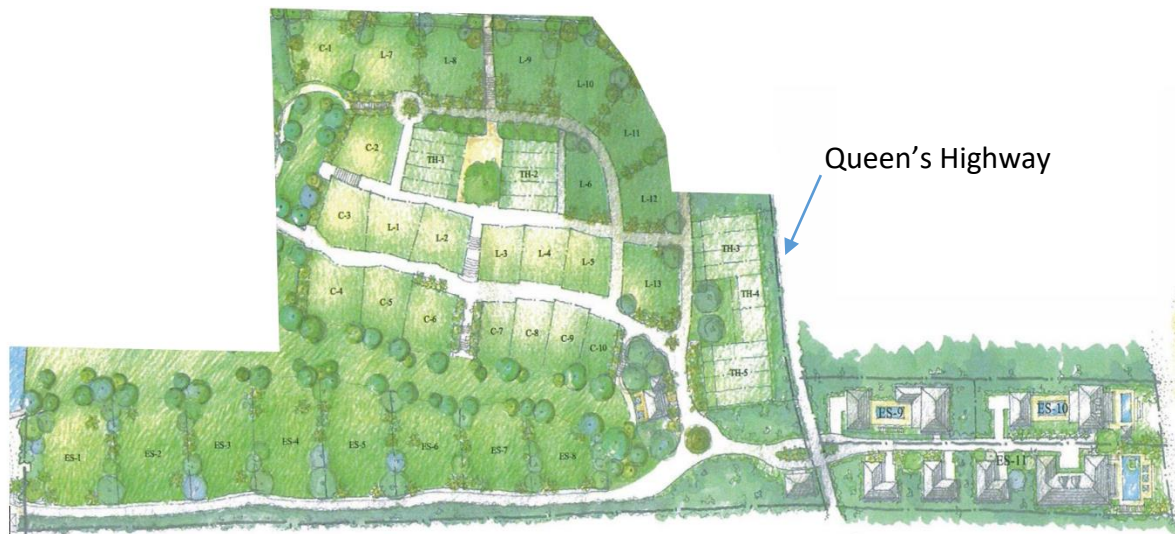 C-1
L-7
L-8
L-9
L-10
L-11
C-2
TH-1
TH-2
L-6
L-12
Queen's Highway
C-3
L-1
L-2
L-3
L-4
L-5
TH-3
C-4
C-5
C-6
L-13
TH-4
C-7
C-8
C-9
C-10
TH-5
ES-1
ES-2
ES-3
ES-4
ES-5
ES-6
ES-7
ES-8
ES-9
ES-10
ES-11